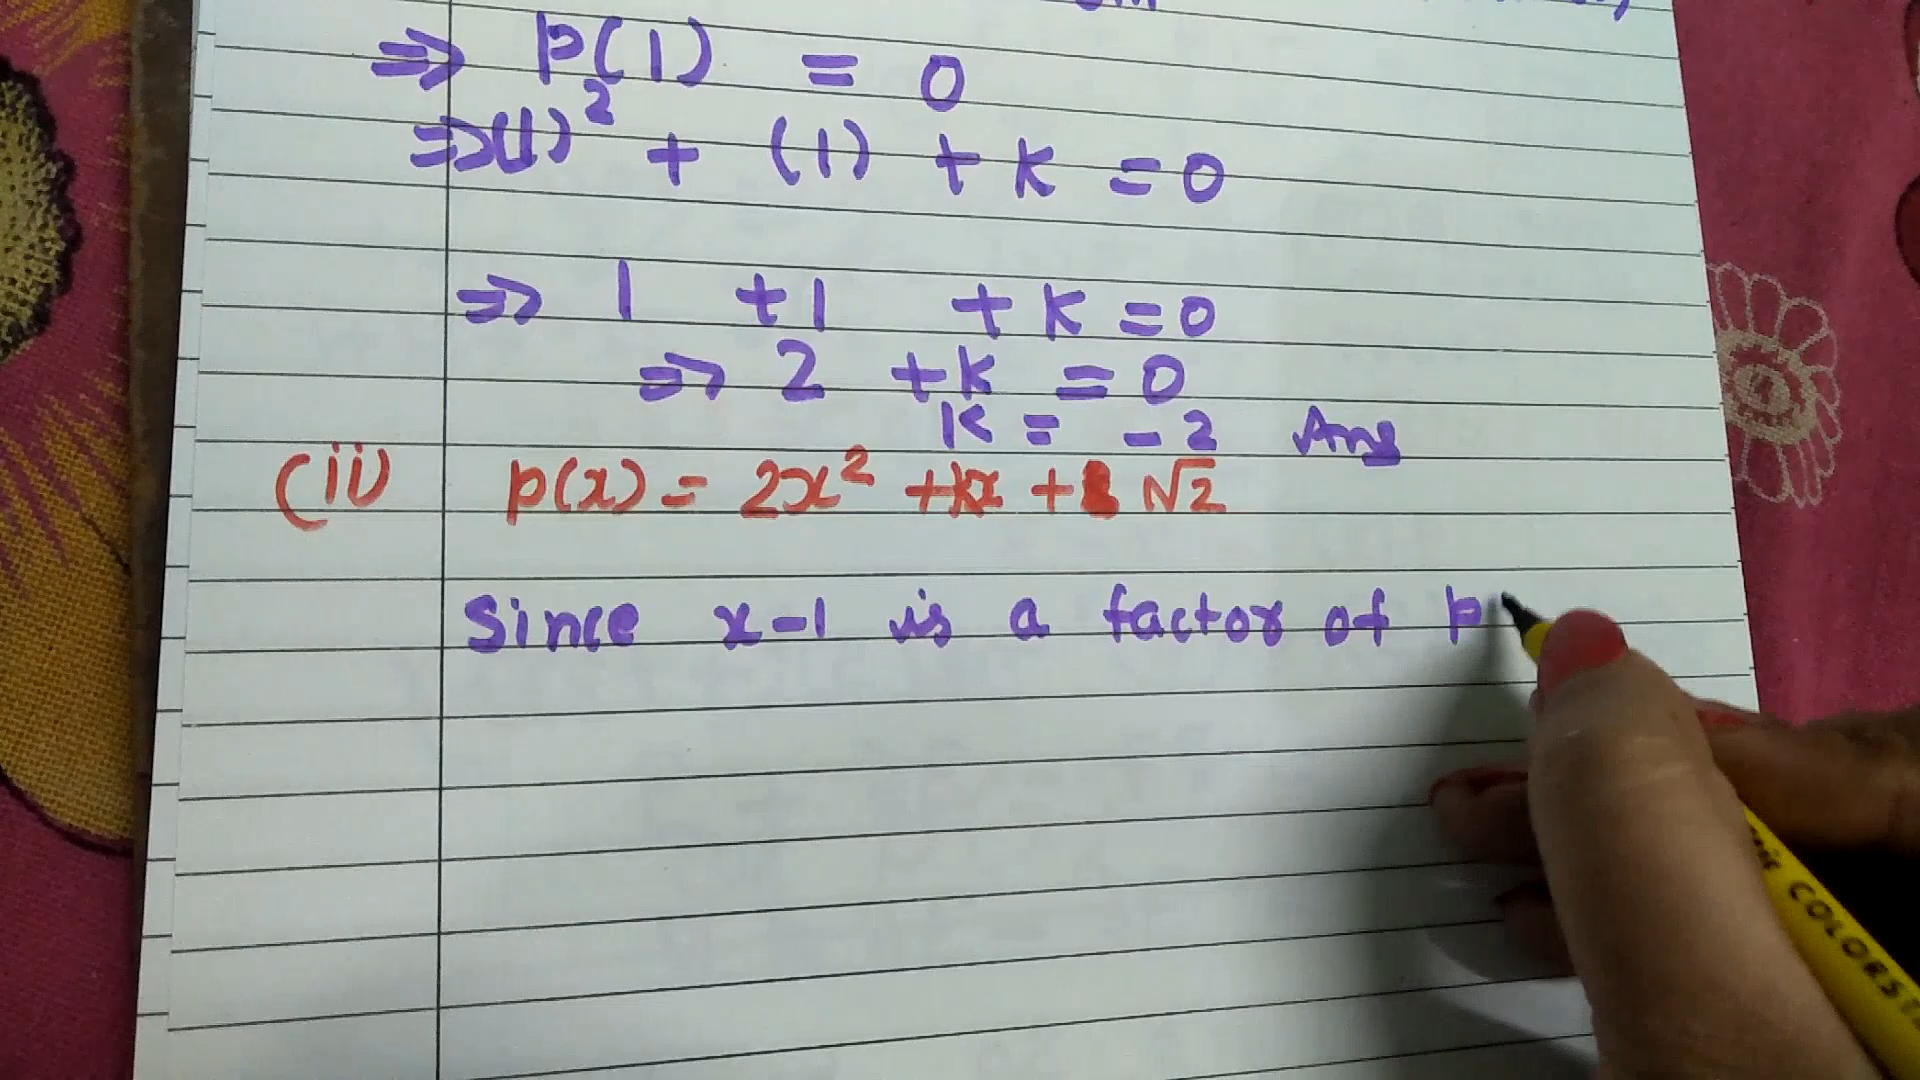 ⇒ p(1) = 0
⇒(1)² + (1) + K = 0
⇒ 1 +1 + K = 0
⇒ 2 + K = 0
K = - 2 Ans
(ii) p(x) = 2x² + kx + √2
Since x-1 is a factor of p
COLORST